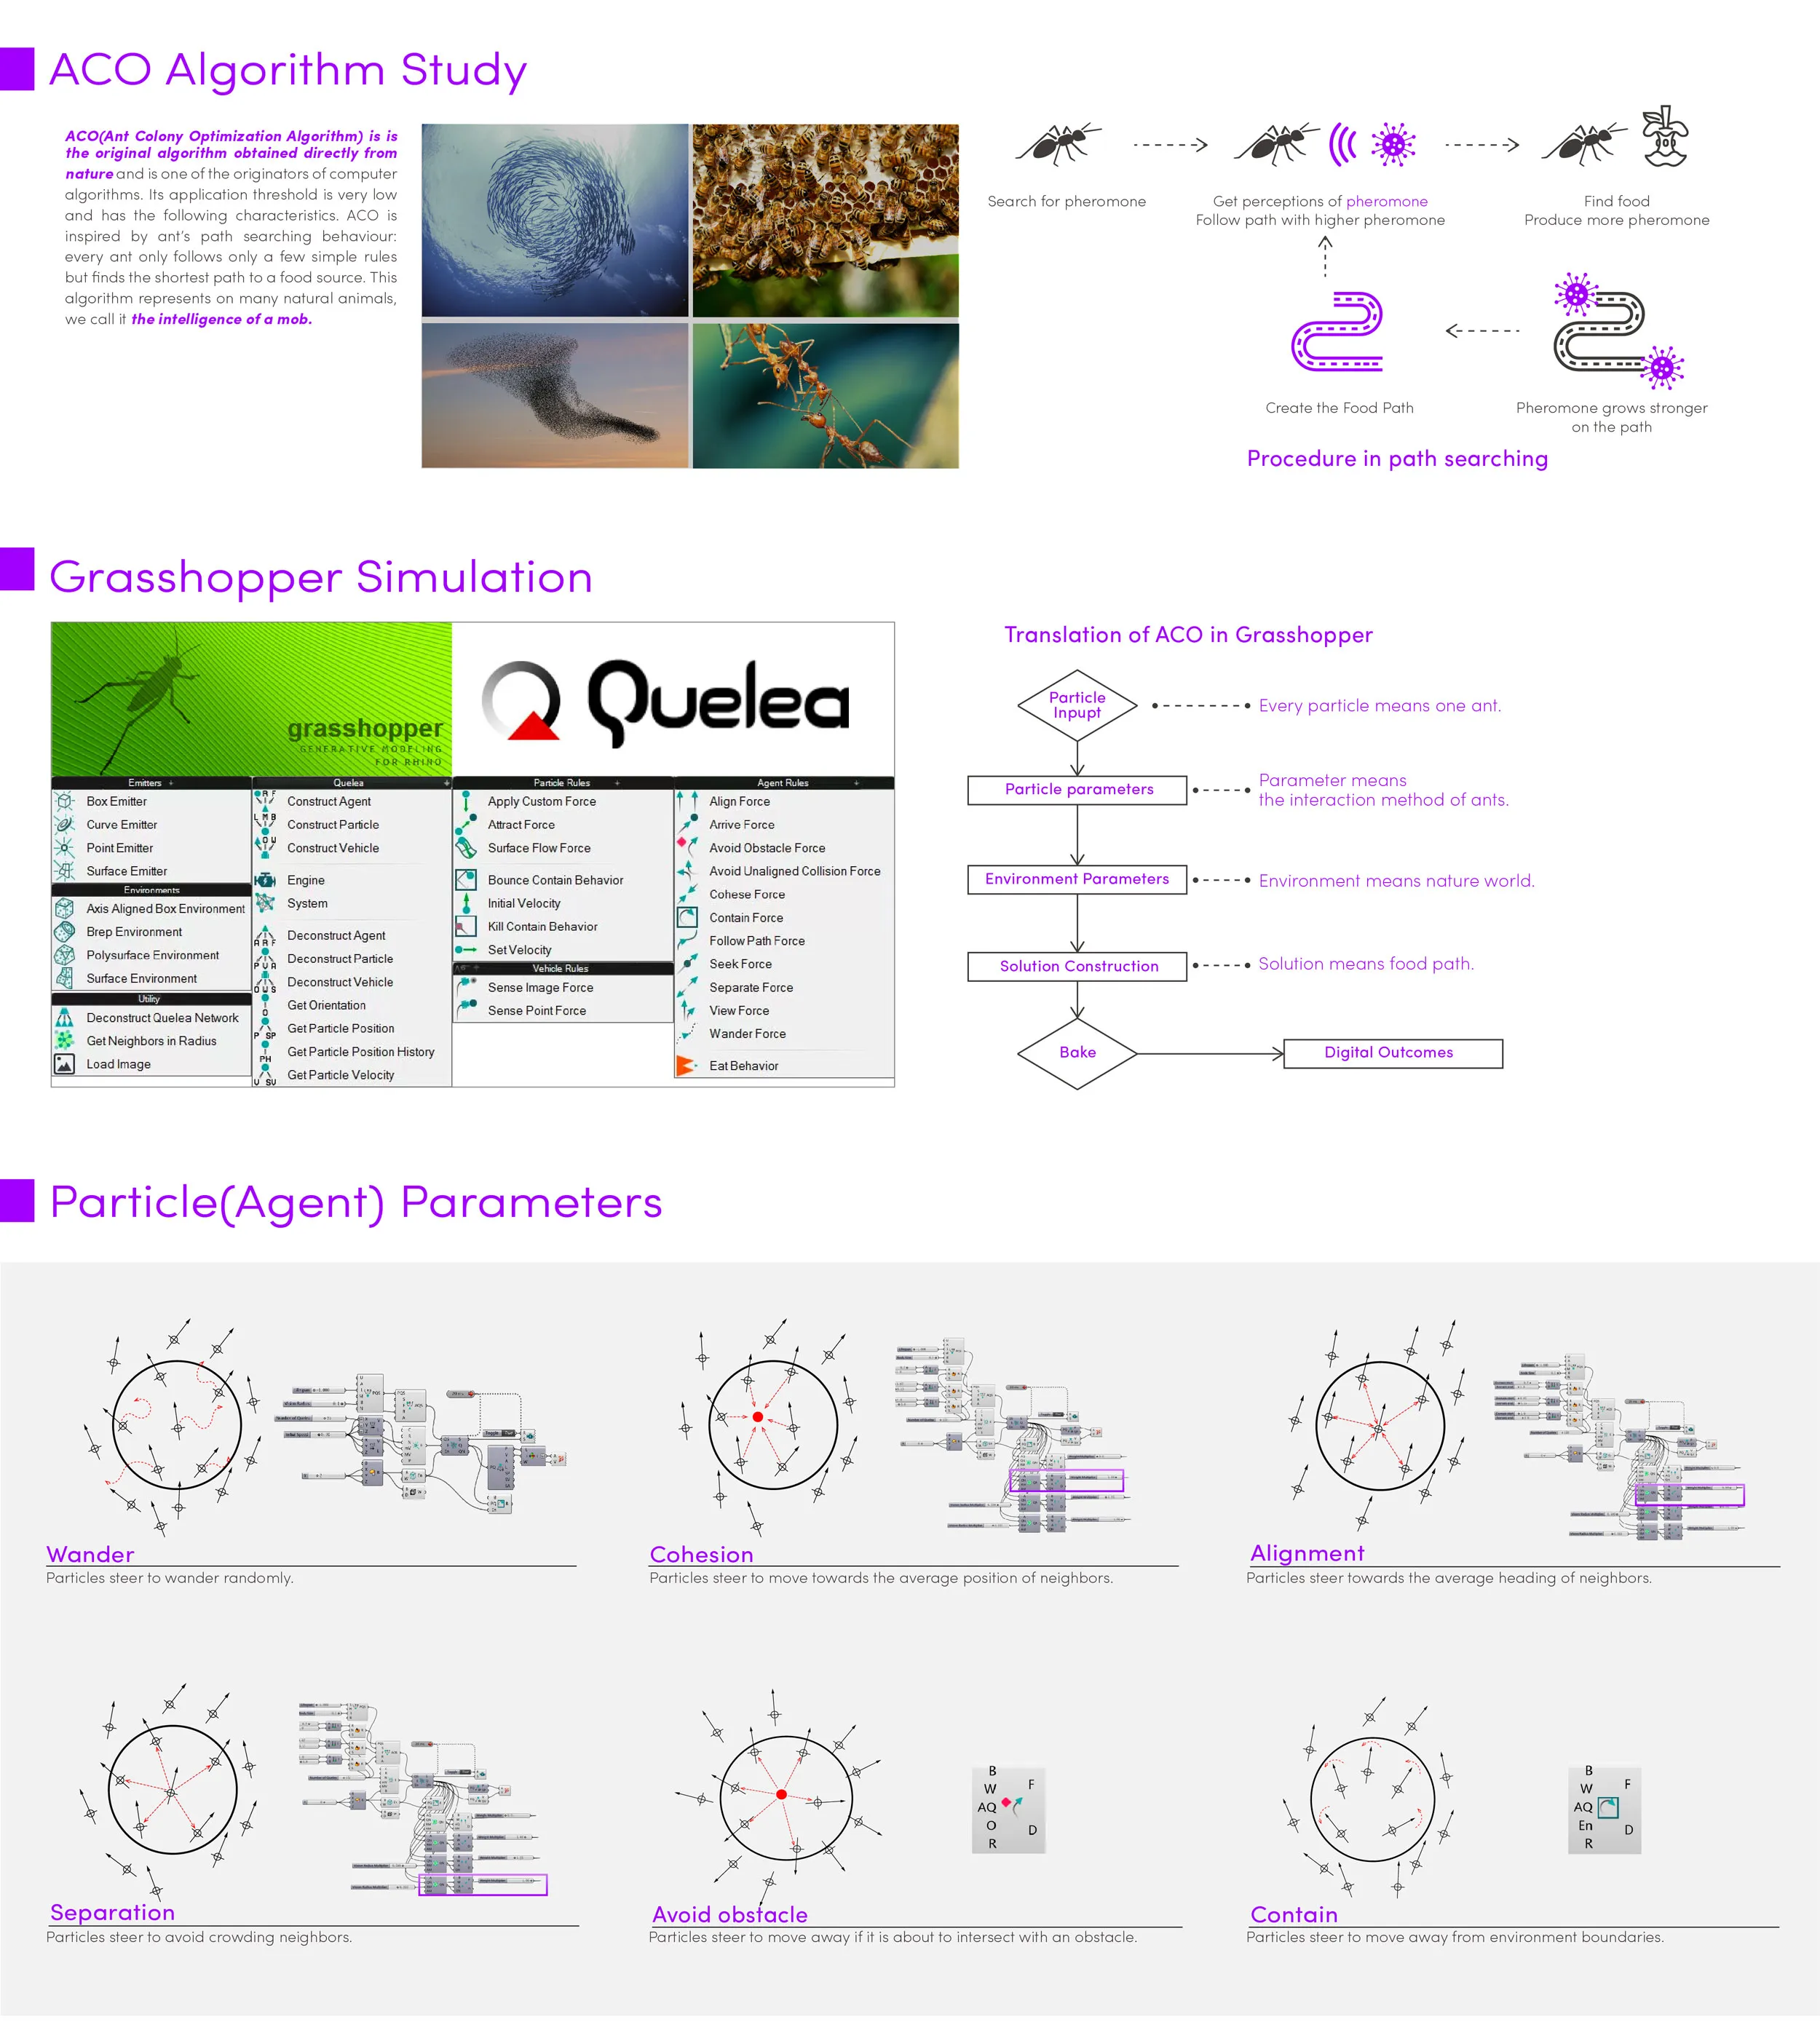 ACO Algorithm Study
ACO(Ant Colony Optimization Algorithm) is is
the original algorithm obtained directly from
nature and is one of the originators of computer
algorithms. Its application threshold is very low
and has the following characteristics. ACO is
inspired by ant's path searching behaviour:
every ant only follows only a few simple rules
but finds the shortest path to a food source. This
algorithm represents on many natural animals,
we call it the intelligence of a mob.
Search for pheromone
Get perceptions of pheromone
Follow path with higher pheromone
Find food
Produce more pheromone
Create the Food Path
Pheromone grows stronger
on the path
Procedure in path searching
Grasshopper Simulation
grasshopper
GENERATIVE MODELING
FOR RHINO
Quelea
Emitters
Box Emitter
Curve Emitter
Point Emitter
Surface Emitter
Environments
Axis Aligned Box Environment
Brep Environment
Polysurface Environment
Surface Environment
Utility
Deconstruct Quelea Network
Get Neighbors in Radius
Load Image
Quelea
Construct Agent
Construct Particle
Construct Vehicle
Engine
System
Deconstruct Agent
Deconstruct Particle
Deconstruct Vehicle
Get Orientation
Get Particle Position
Get Particle Position History
Get Particle Velocity
Particle Rules
Apply Custom Force
Attract Force
Surface Flow Force
Bounce Contain Behavior
Initial Velocity
Kill Contain Behavior
Set Velocity
Vehicle Rules
Sense Image Force
Sense Point Force
Agent Rules
Align Force
Arrive Force
Avoid Obstacle Force
Avoid Unaligned Collision Force
Cohese Force
Contain Force
Follow Path Force
Seek Force
Separate Force
View Force
Wander Force
Eat Behavior
Translation of ACO in Grasshopper
Particle
Inpupt
Every particle means one ant.
Particle parameters
Parameter means
the interaction method of ants.
Environment Parameters
Environment means nature world.
Solution Construction
Solution means food path.
Bake
Digital Outcomes
Particle(Agent) Parameters
Wander
Particles steer to wander randomly.
Cohesion
Particles steer to move towards the average position of neighbors.
Alignment
Particles steer towards the average heading of neighbors.
Separation
Particles steer to avoid crowding neighbors.
B
W F
AQ
O D
R
Avoid obstacle
Particles steer to move away if it is about to intersect with an obstacle.
B
W F
AQ
En D
R
Contain
Particles steer to move away from environment boundaries.